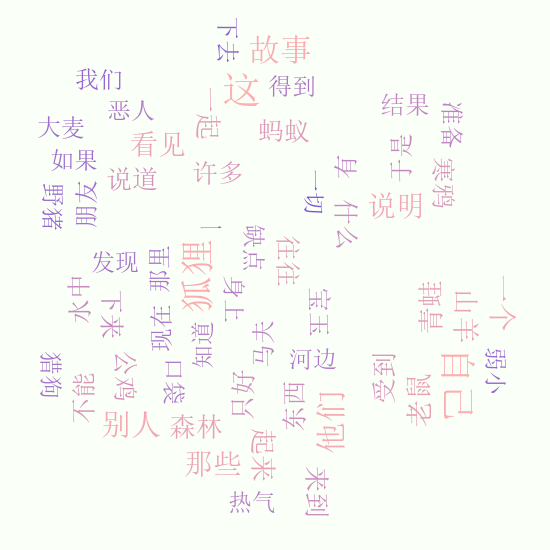 下去
故事
我们
这
得到
恶人
一起
结果
准备
大麦
看见
蚂蚁
于是
如果
说道
许多
有
寒鸦
野猪
朋友
一切
什么
说明
一
缺点
往往
发现
那里
狐狸
身上
水中
下来
现在
知道
宝玉
青蛙
山羊
一个
马夫
河边
猎狗
不能
公鸡
袋口
只好
东西
受到
老鼠
自己
弱小
别人
森林
他们
那些
起来
来到
热气